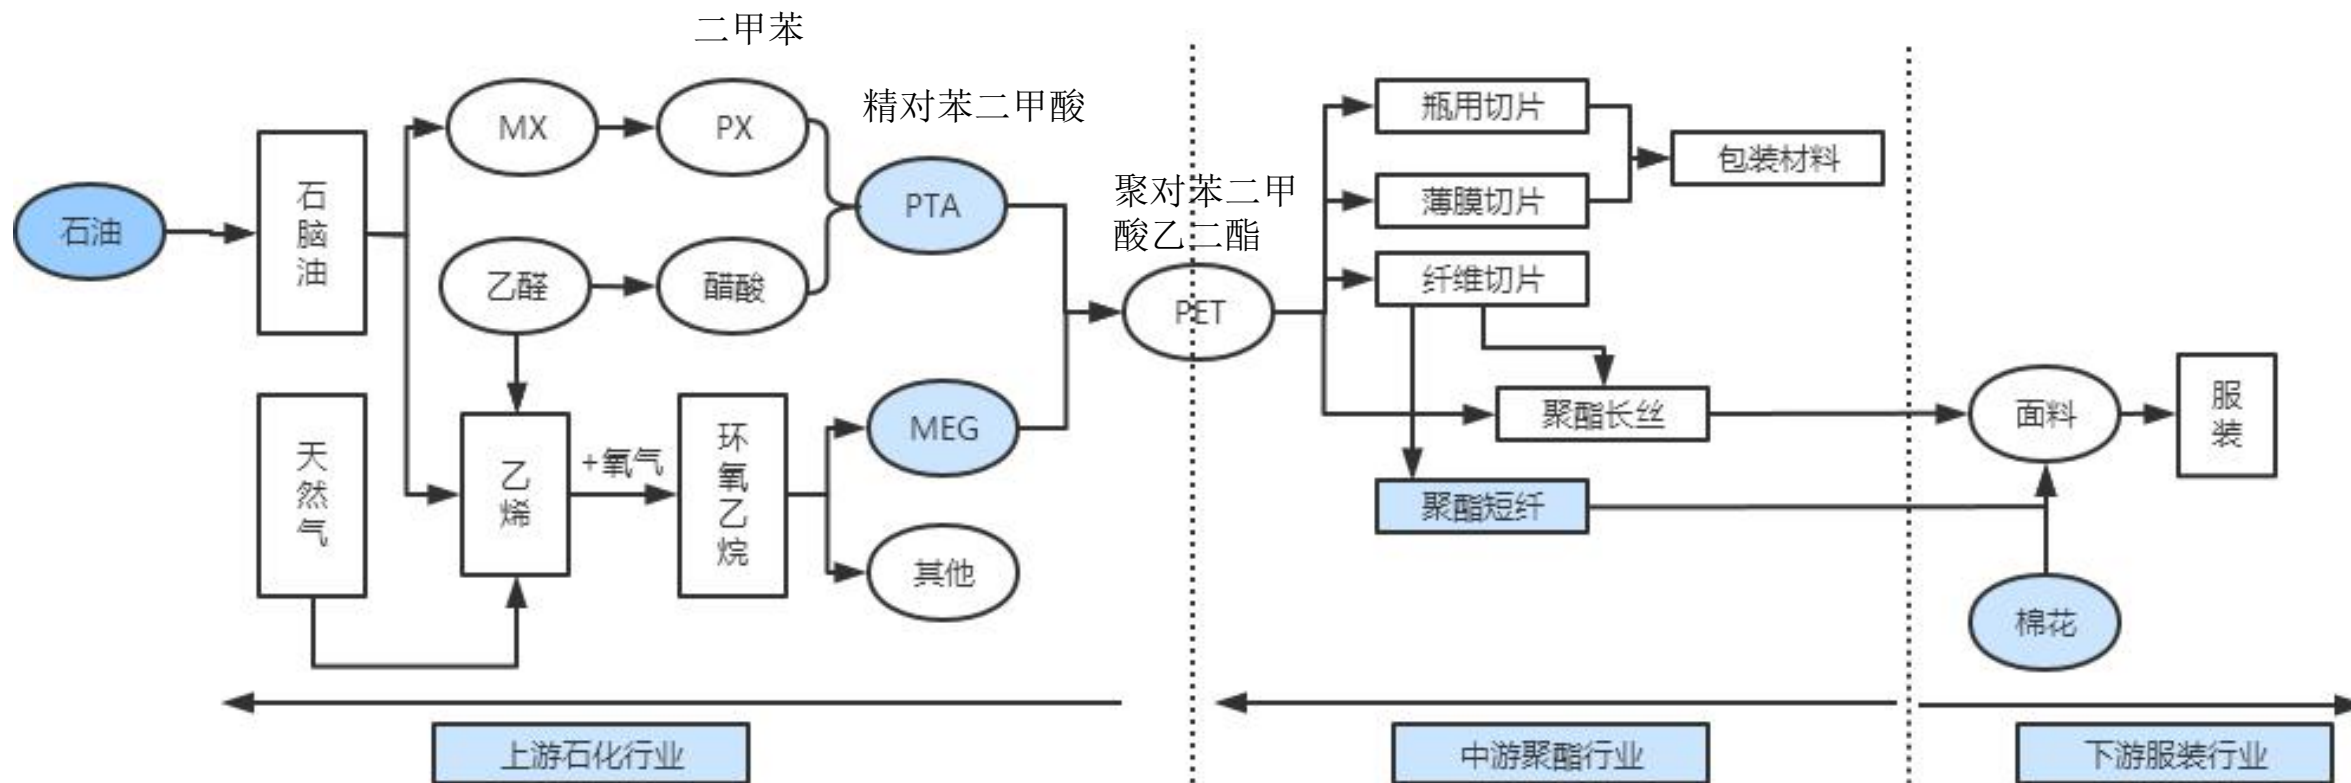 二甲苯
精对苯二甲酸
MX
PX
PTA
石油
石脑油
乙醛
醋酸
聚对苯二甲
酸乙二酯
PET
瓶用切片
薄膜切片
包装材料
纤维切片
聚酯长丝
聚酯短纤
天然气
乙烯
+氧气
环氧乙烷
MEG
其他
面料
服装
棉花
上游石化行业
中游聚酯行业
下游服装行业